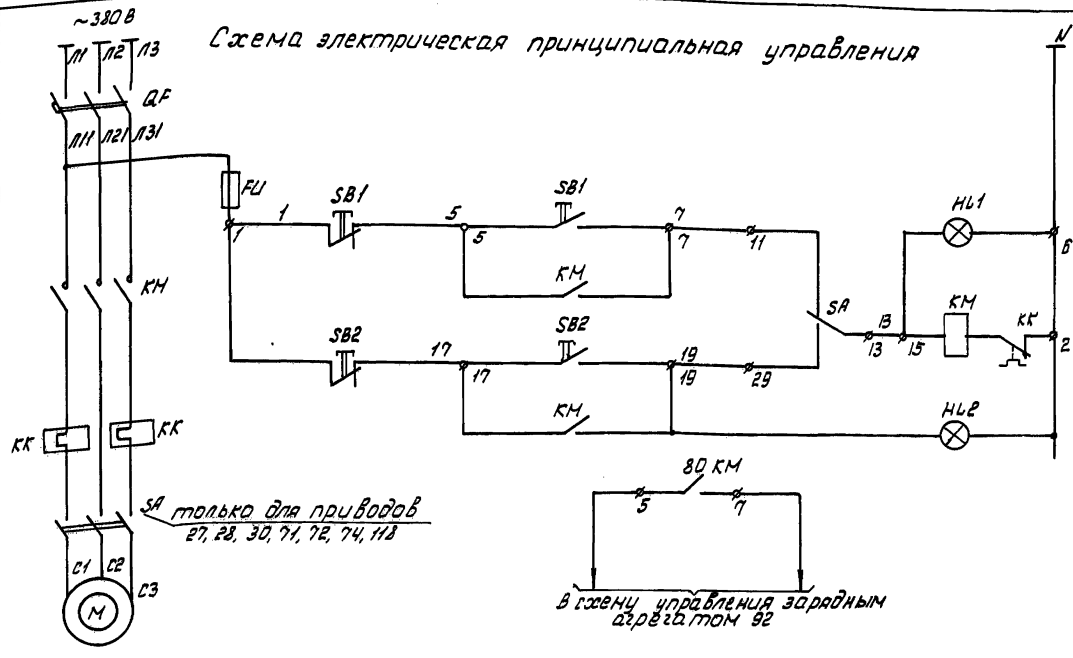 ~380 В
Схема электрическая принципиальная управления
N
Л1 Л2 Л3
QF
Л11 Л21 Л31
FU
SB1
SB1
HL1
1
5
7
1
5
7
11
6
KM
KM
SA
KM
KK
13
13
15
2
SB2
SB2
17
19
17
19
29
KM
HL2
KK
KK
80 KM
5
7
SA только для приводов
27, 28, 30, 71, 72, 74, 118
C1
C2
C3
M
В схему управления зарядным
агрегатом 92